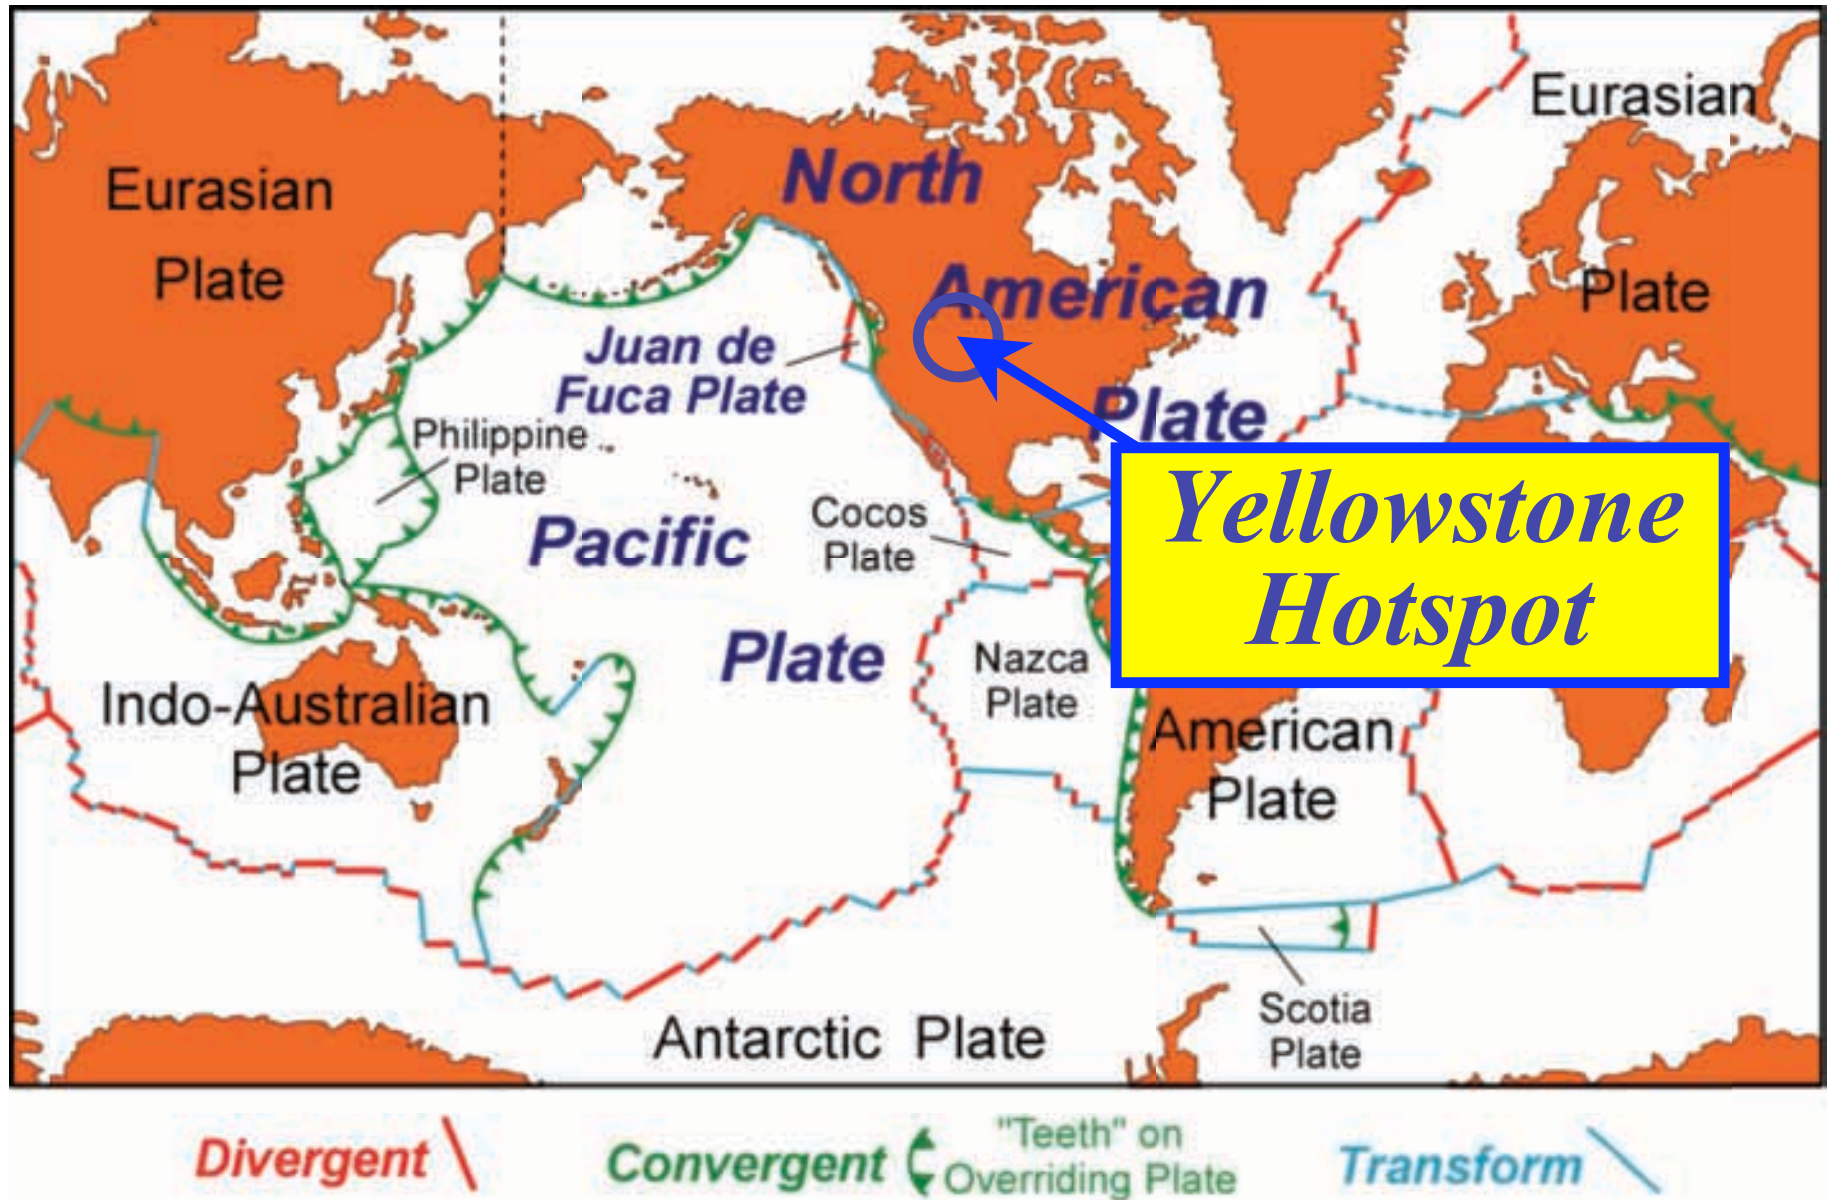 Eurasian
Plate
North
American
Plate
Eurasian
Plate
Juan de
Fuca Plate
Philippine
Plate
Pacific
Plate
Cocos
Plate
Yellowstone
Hotspot
Nazca
Plate
Indo-Australian
Plate
American
Plate
Antarctic Plate
Scotia
Plate
Divergent
Convergent
"Teeth" on
Overriding Plate
Transform